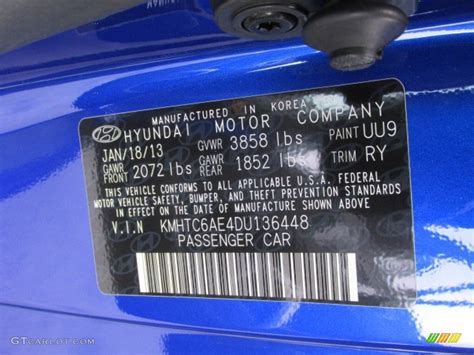 MANUFACTURED IN KOREA
HYUNDAI MOTOR COMPANY
JAN/18/13 GVWR 3858 lbs PAINT UU9
GAWR FRONT 2072 lbs GAWR REAR 1852 lbs TRIM RY
THIS VEHICLE CONFORMS TO ALL APPLICABLE U.S.A. FEDERAL
MOTOR VEHICLE SAFETY, BUMPER, AND THEFT PREVENTION STANDARDS
IN EFFECT ON THE DATE OF MANUFACTURE SHOWN ABOVE.
V.I.N KMHTC6AE4DU136448
PASSENGER CAR
GTCARLOT.COM